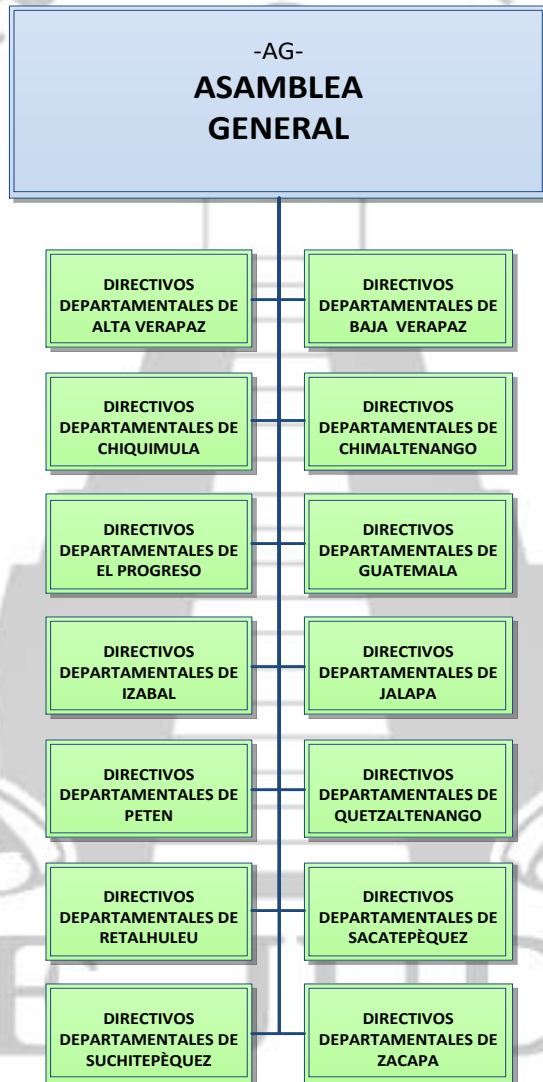 -AG-
ASAMBLEA
GENERAL
DIRECTIVOS
DEPARTAMENTALES DE
ALTA VERAPAZ
DIRECTIVOS
DEPARTAMENTALES DE
BAJA VERAPAZ
DIRECTIVOS
DEPARTAMENTALES DE
CHIQUIMULA
DIRECTIVOS
DEPARTAMENTALES DE
CHIMALTENANGO
DIRECTIVOS
DEPARTAMENTALES DE
EL PROGRESO
DIRECTIVOS
DEPARTAMENTALES DE
GUATEMALA
DIRECTIVOS
DEPARTAMENTALES DE
IZABAL
DIRECTIVOS
DEPARTAMENTALES DE
JALAPA
DIRECTIVOS
DEPARTAMENTALES DE
PETEN
DIRECTIVOS
DEPARTAMENTALES DE
QUETZALTENANGO
DIRECTIVOS
DEPARTAMENTALES DE
RETALHULEU
DIRECTIVOS
DEPARTAMENTALES DE
SACATEPÈQUEZ
DIRECTIVOS
DEPARTAMENTALES DE
SUCHITEPÈQUEZ
DIRECTIVOS
DEPARTAMENTALES DE
ZACAPA